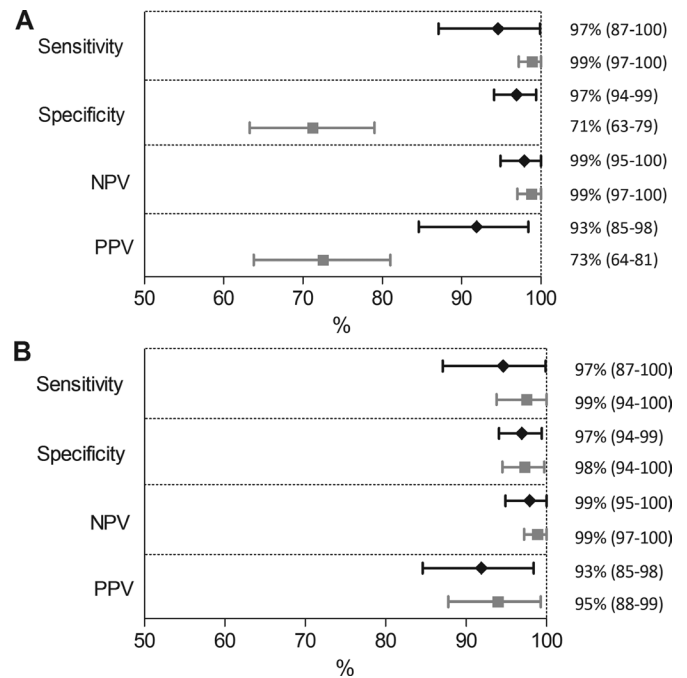 A
Sensitivity
97% (87-100)
99% (97-100)
Specificity
97% (94-99)
71% (63-79)
NPV
99% (95-100)
99% (97-100)
PPV
93% (85-98)
73% (64-81)
50 60 70 80 90 100
%
B
Sensitivity
97% (87-100)
99% (94-100)
Specificity
97% (94-99)
98% (94-100)
NPV
99% (95-100)
99% (97-100)
PPV
93% (85-98)
95% (88-99)
50 60 70 80 90 100
%